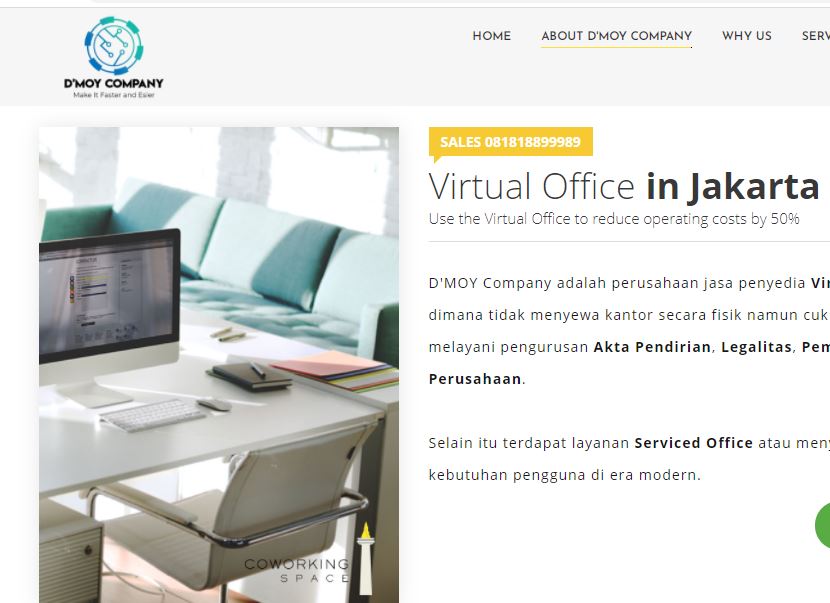 D'MOY COMPANY
Make It Faster and Esier
HOME
ABOUT D'MOY COMPANY
WHY US
SERV
SALES 081818899989
Virtual Office in Jakarta
Use the Virtual Office to reduce operating costs by 50%
D'MOY Company adalah perusahaan jasa penyedia Vir
dimana tidak menyewa kantor secara fisik namun cuk
melayani pengurusan Akta Pendirian, Legalitas, Pem
Perusahaan.
Selain itu terdapat layanan Serviced Office atau meny
kebutuhan pengguna di era modern.
COWORKING
SPACE